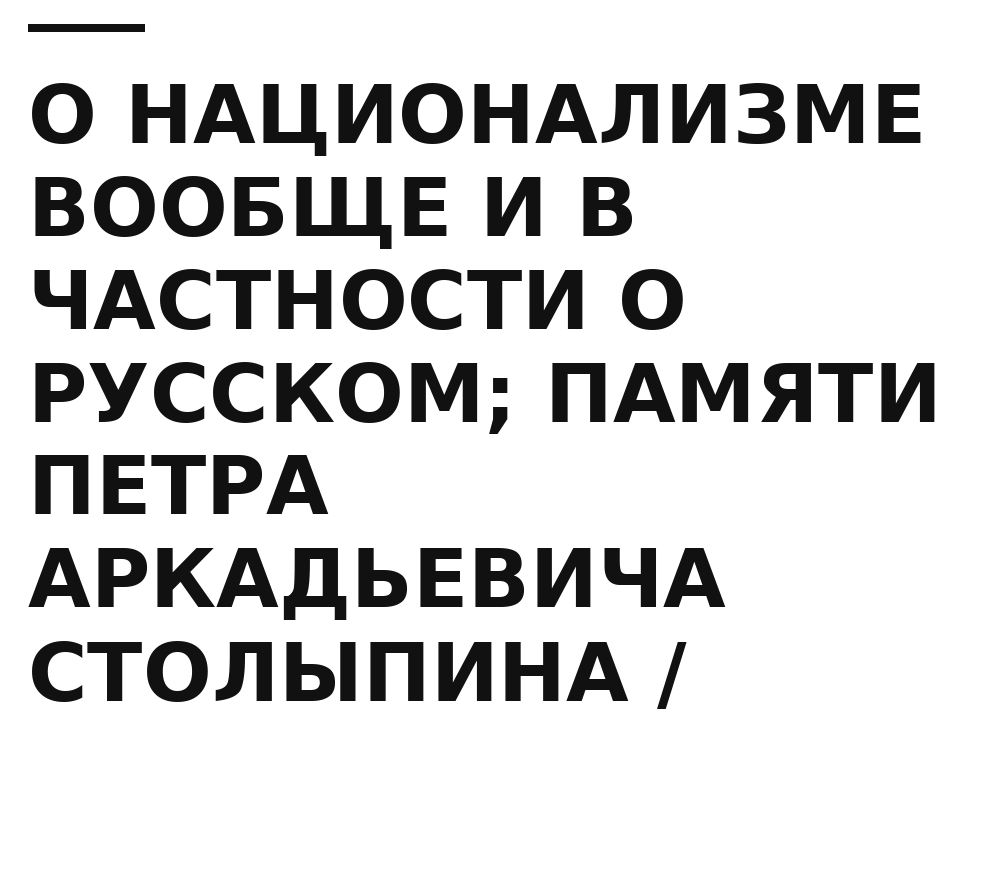 О НАЦИОНАЛИЗМЕ
ВООБЩЕ И В
ЧАСТНОСТИ О
РУССКОМ; ПАМЯТИ
ПЕТРА
АРКАДЬЕВИЧА
СТОЛЫПИНА /